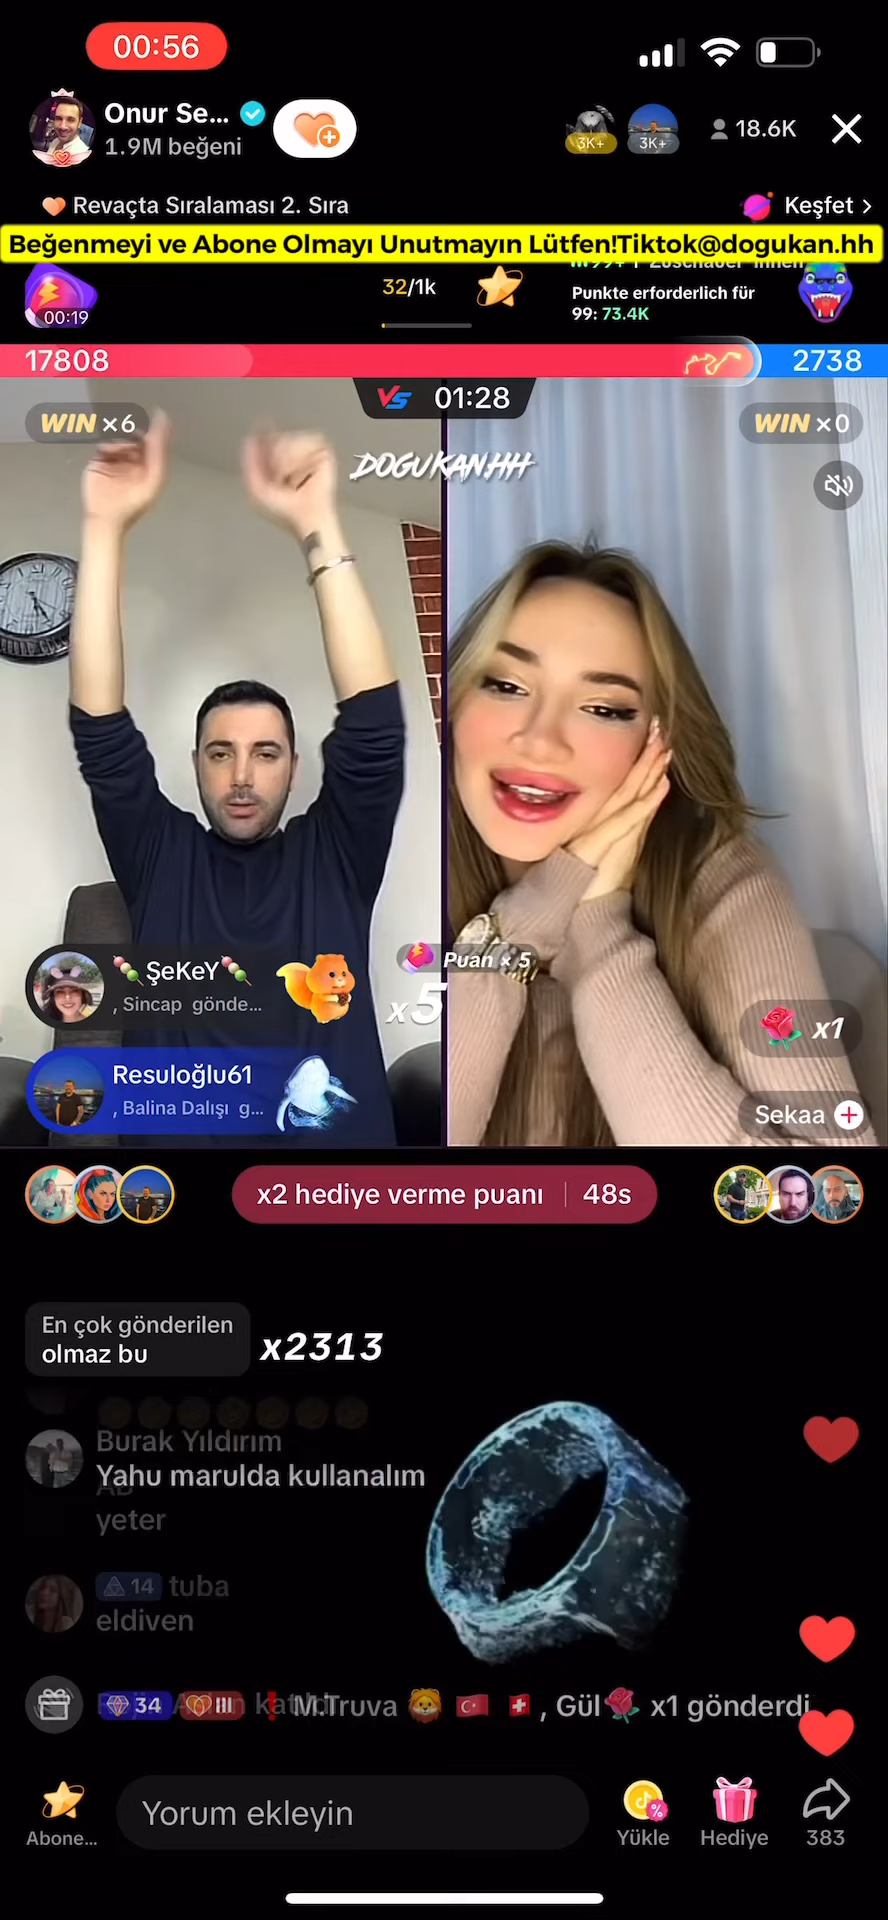 00:56
Onur Se...
1.9M beğeni
3K+
3K+
18.6K
Revaçta Sıralaması 2. Sıra
Keşfet >
Beğenmeyi ve Abone Olmayı Unutmayın Lütfen!Tiktok@dogukan.hh
00:19
32/1k
Punkte erforderlich für
99: 73.4K
17808
2738
VS 01:28
WIN x6
WIN x0
DOGUKAN.HH
ŞeKeY
, Sincap gönde...
Puan x 5
x5
x1
Resuloğlu61
, Balina Dalışı g...
Sekaa +
x2 hediye verme puanı | 48s
En çok gönderilen
olmaz bu
x2313
Burak Yıldırım
Yahu marulda kullanalım
yeter
14 tuba
eldiven
34 III M.Truva , Gül x1 gönderdi
Abone...
Yorum ekleyin
Yükle
Hediye
383